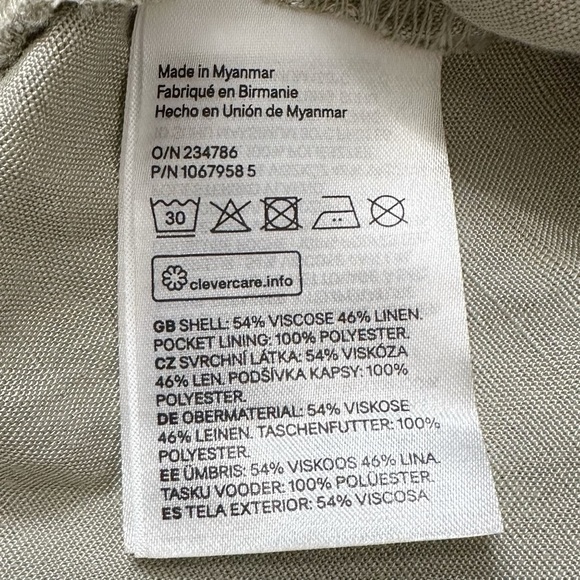 Made in Myanmar
Fabriqué en Birmanie
Hecho en Unión de Myanmar
O/N 234786
P/N 1067958 5
30
clevercare.info
GB SHELL: 54% VISCOSE 46% LINEN.
POCKET LINING: 100% POLYESTER.
CZ SVRCHNÍ LÁTKA: 54% VISKÓZA
46% LEN. PODŠÍVKA KAPSY: 100%
POLYESTER.
DE OBERMATERIAL: 54% VISKOSE
46% LEINEN. TASCHENFUTTER: 100%
POLYESTER.
EE ÜMBRIS: 54% VISKOOS 46% LINA.
TASKU VOODER: 100% POLÜESTER.
ES TELA EXTERIOR: 54% VISCOSA